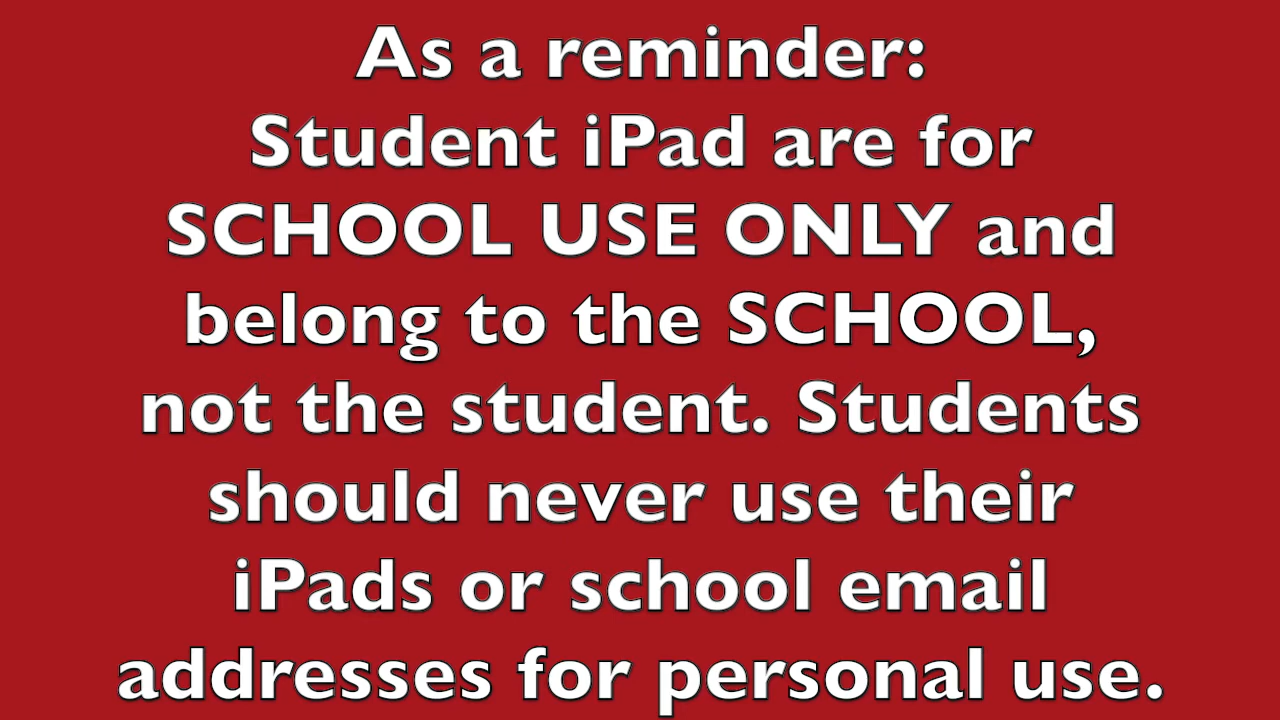 As a reminder:
Student iPad are for
SCHOOL USE ONLY and
belong to the SCHOOL,
not the student. Students
should never use their
iPads or school email
addresses for personal use.